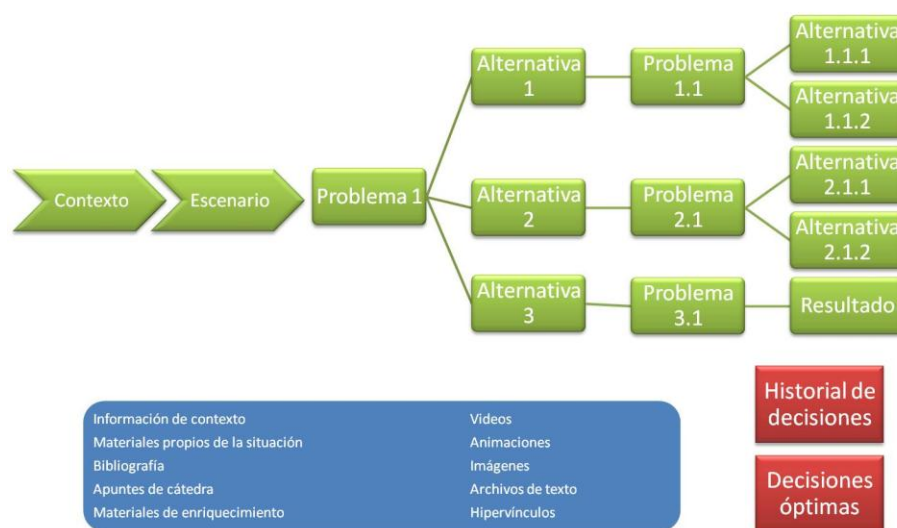 Contexto
Escenario
Problema 1
Alternativa
1
Problema
1.1
Alternativa
1.1.1
Alternativa
1.1.2
Alternativa
2
Problema
2.1
Alternativa
2.1.1
Alternativa
2.1.2
Alternativa
3
Problema
3.1
Resultado
Información de contexto
Materiales propios de la situación
Bibliografía
Apuntes de cátedra
Materiales de enriquecimiento
Videos
Animaciones
Imágenes
Archivos de texto
Hipervínculos
Historial de
decisiones
Decisiones
óptimas